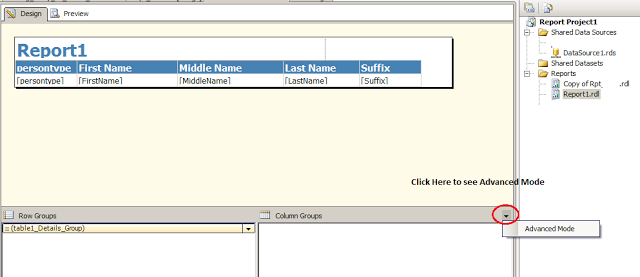 Design Preview
Report1
persontype First Name Middle Name Last Name Suffix
[persontype] [FirstName] [MiddleName] [LastName] [Suffix]
Click Here to see Advanced Mode
Row Groups Column Groups
(table1_Details_Group)
Advanced Mode
Report Project1
Shared Data Sources
DataSource1.rds
Shared Datasets
Reports
Copy of Rpt_ .rdl
Report1.rdl